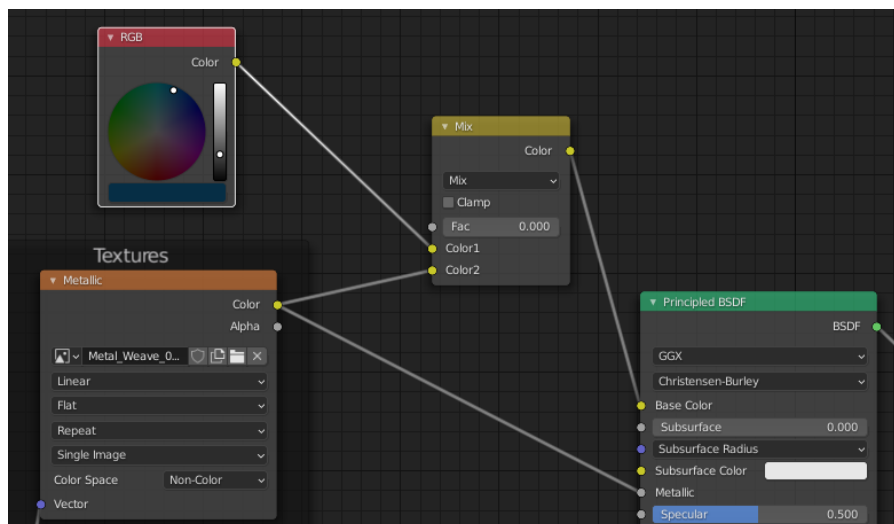 RGB
Color
Mix
Color
Mix
Clamp
Fac 0.000
Color1
Color2
Textures
Metallic
Color
Alpha
Metal_Weave_0...
Linear
Flat
Repeat
Single Image
Color Space Non-Color
Vector
Principled BSDF
BSDF
GGX
Christensen-Burley
Base Color
Subsurface 0.000
Subsurface Radius
Subsurface Color
Metallic
Specular 0.500